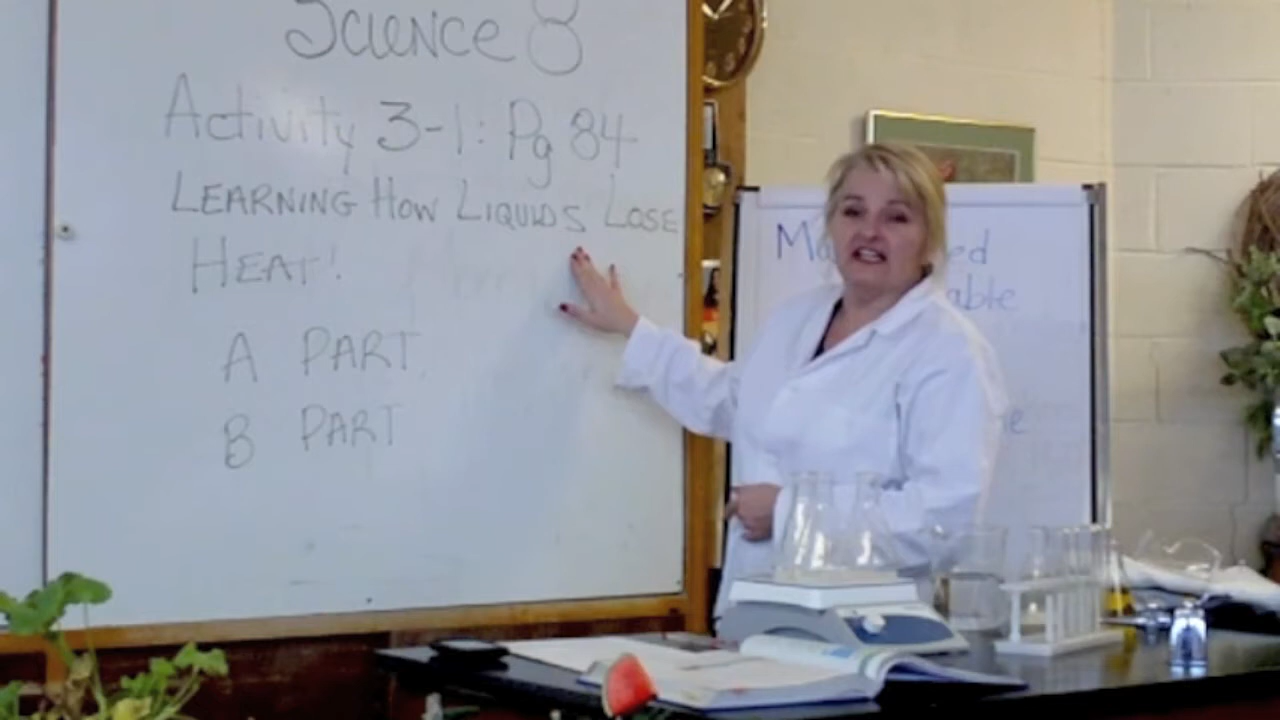 Science 8
Activity 3-1: Pg 84
LEARNING HOW LIQUIDS LOSE
HEAT!
A PART
B PART